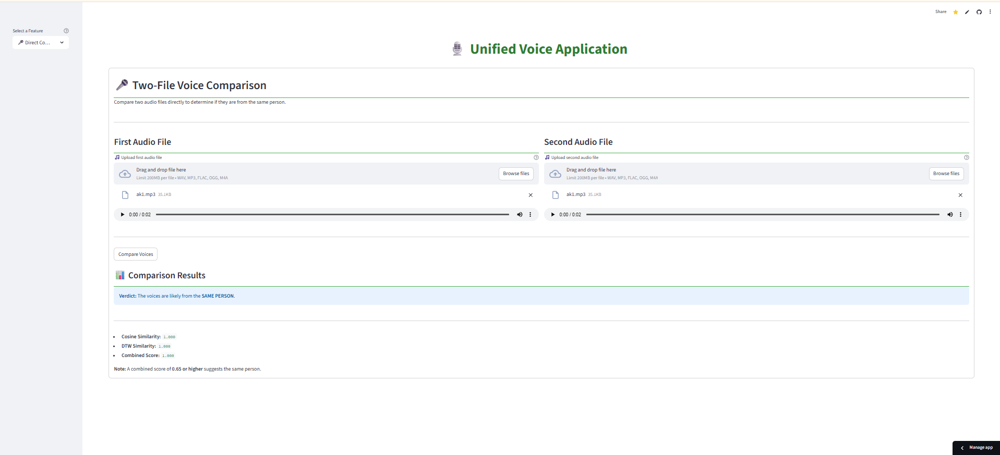 Share
Select a Feature
Direct Co...
Unified Voice Application
Two-File Voice Comparison
Compare two audio files directly to determine if they are from the same person.
First Audio File
Upload first audio file
Drag and drop file here
Limit 200MB per file • WAV, MP3, FLAC, OGG, M4A
Browse files
ak1.mp3 35.1KB
0:00 / 0:02
Second Audio File
Upload second audio file
Drag and drop file here
Limit 200MB per file • WAV, MP3, FLAC, OGG, M4A
Browse files
ak1.mp3 35.1KB
0:00 / 0:02
Compare Voices
Comparison Results
Verdict: The voices are likely from the SAME PERSON.
• Cosine Similarity: 1.000
• DTW Similarity: 1.000
• Combined Score: 1.000
Note: A combined score of 0.65 or higher suggests the same person.
Manage app